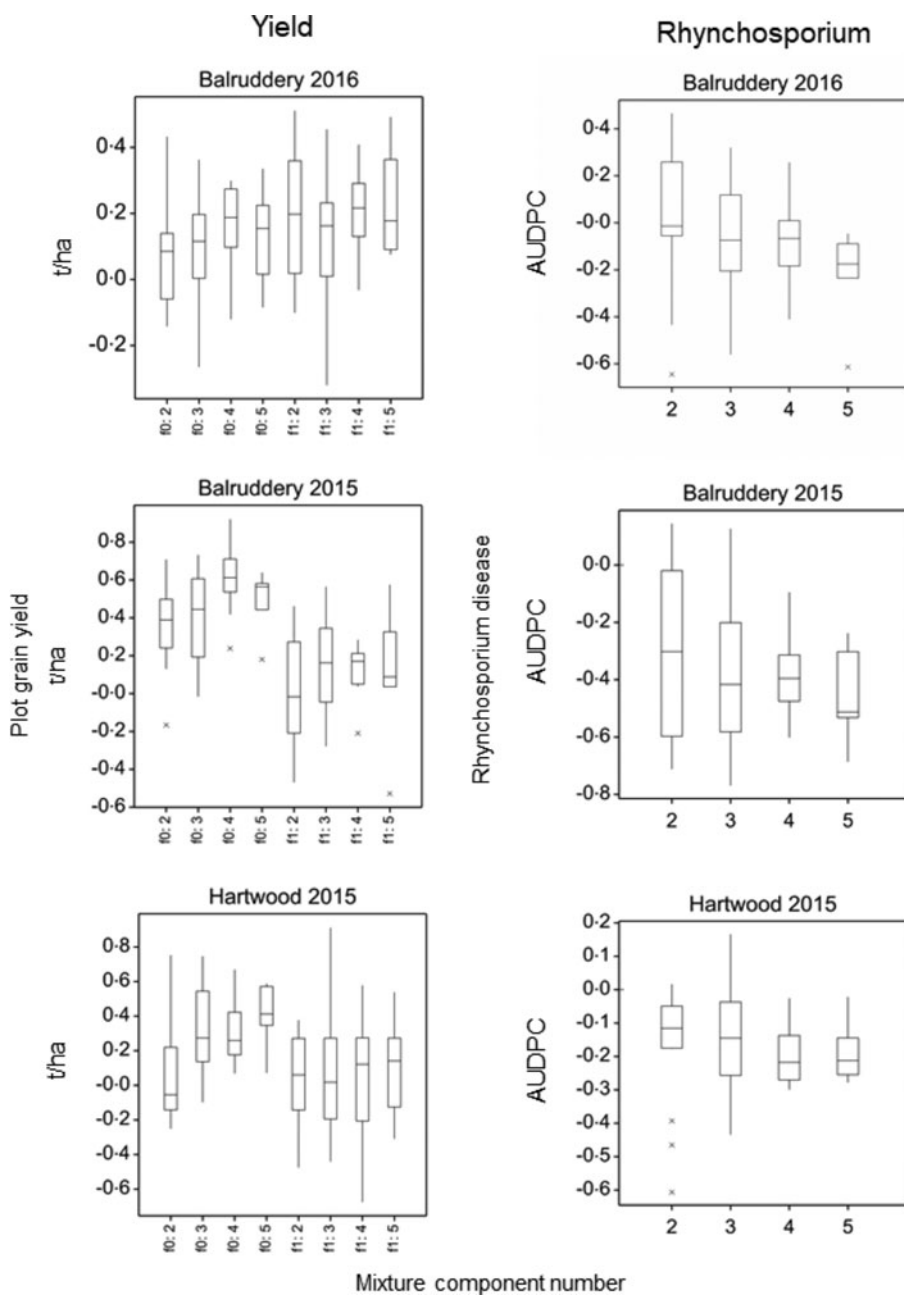 Yield
Rhynchosporium
Balruddery 2016
t/ha
0·4
0·2
0·0
-0·2
f0: 2
f0: 3
f0: 4
f0: 5
f1: 2
f1: 3
f1: 4
f1: 5
Balruddery 2016
AUDPC
0·4
0·2
-0·0
-0·2
-0·4
-0·6
2 3 4 5
Balruddery 2015
Plot grain yield
t/ha
0·8
0·6
0·4
0·2
-0·0
-0·2
-0·4
-0·6
f0: 2
f0: 3
f0: 4
f0: 5
f1: 2
f1: 3
f1: 4
f1: 5
Balruddery 2015
Rhynchosporium disease
AUDPC
0·0
-0·2
-0·4
-0·6
-0·8
2 3 4 5
Hartwood 2015
t/ha
0·8
0·6
0·4
0·2
-0·0
-0·2
-0·4
-0·6
f0: 2
f0: 3
f0: 4
f0: 5
f1: 2
f1: 3
f1: 4
f1: 5
Hartwood 2015
AUDPC
0·2
0·1
-0·0
-0·1
-0·2
-0·3
-0·4
-0·5
-0·6
2 3 4 5
Mixture component number